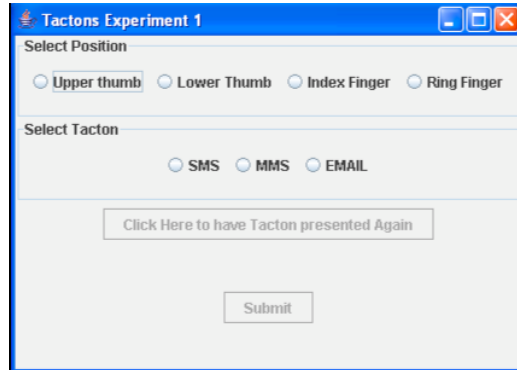 Tactons Experiment 1
Select Position
Upper thumb Lower Thumb Index Finger Ring Finger
Select Tacton
SMS MMS EMAIL
Click Here to have Tacton presented Again
Submit